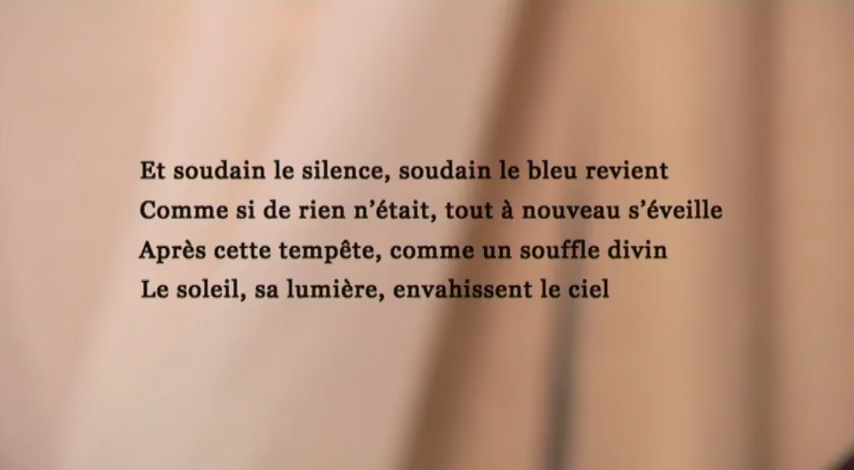 Et soudain le silence, soudain le bleu revient
Comme si de rien n’était, tout à nouveau s’éveille
Après cette tempête, comme un souffle divin
Le soleil, sa lumière, envahissent le ciel